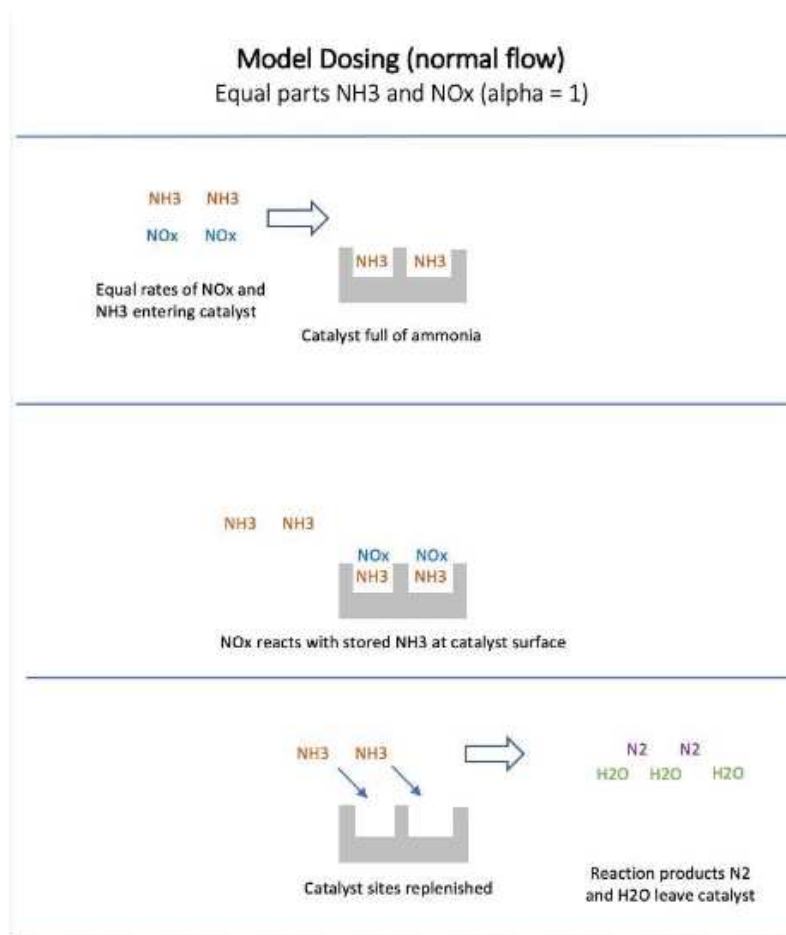 Model Dosing (normal flow)
Equal parts NH3 and NOx (alpha = 1)
NH3 NH3
NOx NOx
Equal rates of NOx and
NH3 entering catalyst
NH3 NH3
Catalyst full of ammonia
NH3 NH3
NOx NOx
NH3 NH3
NOx reacts with stored NH3 at catalyst surface
NH3 NH3
Catalyst sites replenished
N2 N2
H2O H2O H2O
Reaction products N2
and H2O leave catalyst